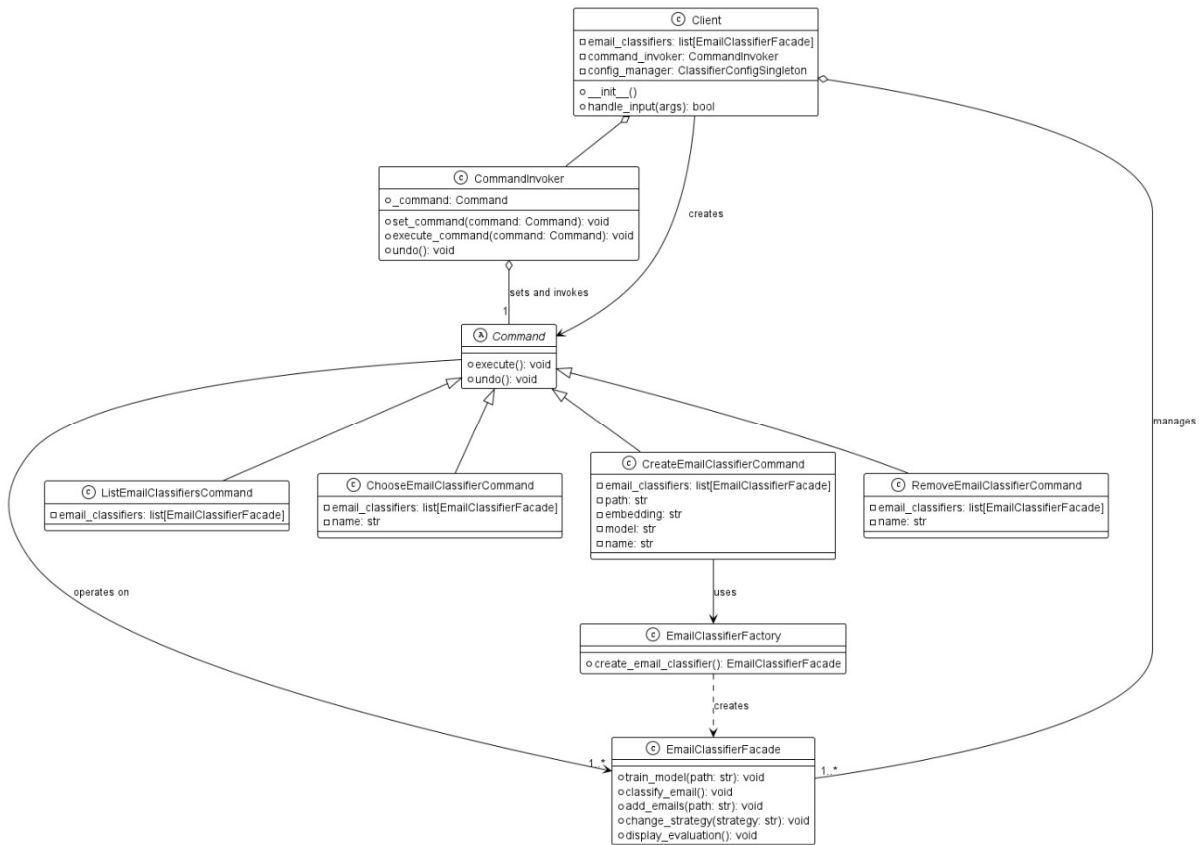 C Client
email_classifiers: list[EmailClassifierFacade]
command_invoker: CommandInvoker
config_manager: ClassifierConfigSingleton
__init__()
handle_input(args): bool
C CommandInvoker
_command: Command
set_command(command: Command): void
execute_command(command: Command): void
undo(): void
creates
sets and invokes
1
A Command
execute(): void
undo(): void
manages
C ListEmailClassifiersCommand
email_classifiers: list[EmailClassifierFacade]
C ChooseEmailClassifierCommand
email_classifiers: list[EmailClassifierFacade]
name: str
C CreateEmailClassifierCommand
email_classifiers: list[EmailClassifierFacade]
path: str
embedding: str
model: str
name: str
C RemoveEmailClassifierCommand
email_classifiers: list[EmailClassifierFacade]
name: str
operates on
uses
C EmailClassifierFactory
create_email_classifier(): EmailClassifierFacade
creates
1..*
C EmailClassifierFacade
train_model(path: str): void
classify_email(): void
add_emails(path: str): void
change_strategy(strategy: str): void
display_evaluation(): void
1..*